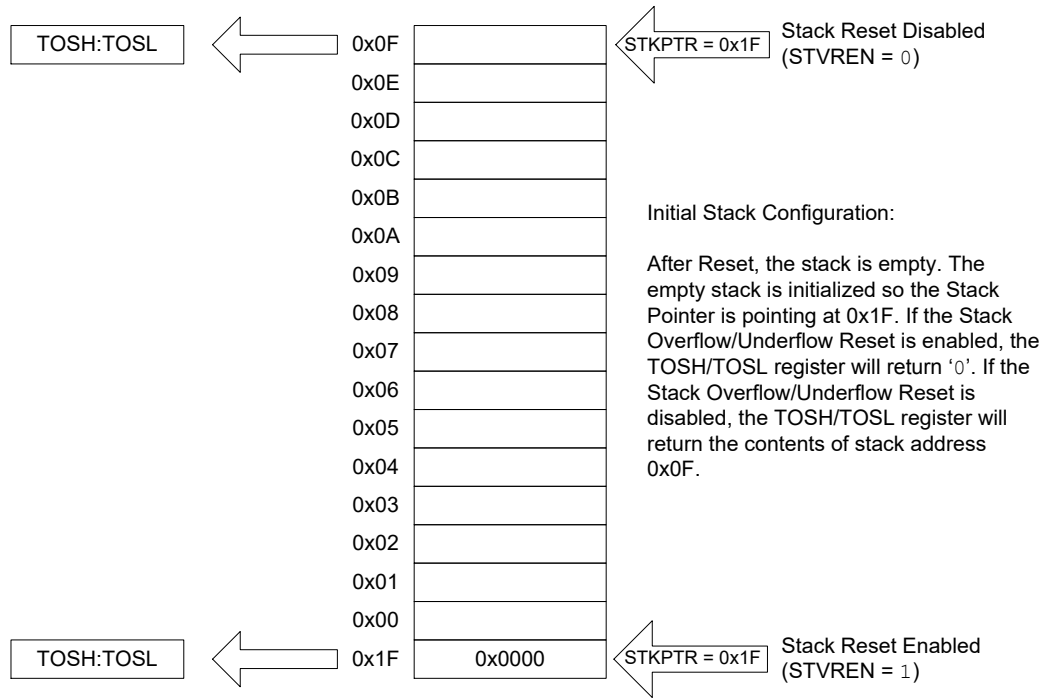 TOSH:TOSL
0x0F
STKPTR = 0x1F
Stack Reset Disabled
(STVREN = 0)
0x0E
0x0D
0x0C
0x0B
0x0A
0x09
0x08
0x07
0x06
0x05
0x04
0x03
0x02
0x01
0x00
Initial Stack Configuration:
After Reset, the stack is empty. The
empty stack is initialized so the Stack
Pointer is pointing at 0x1F. If the Stack
Overflow/Underflow Reset is enabled, the
TOSH/TOSL register will return ‘0’. If the
Stack Overflow/Underflow Reset is
disabled, the TOSH/TOSL register will
return the contents of stack address
0x0F.
TOSH:TOSL
0x1F
0x0000
STKPTR = 0x1F
Stack Reset Enabled
(STVREN = 1)